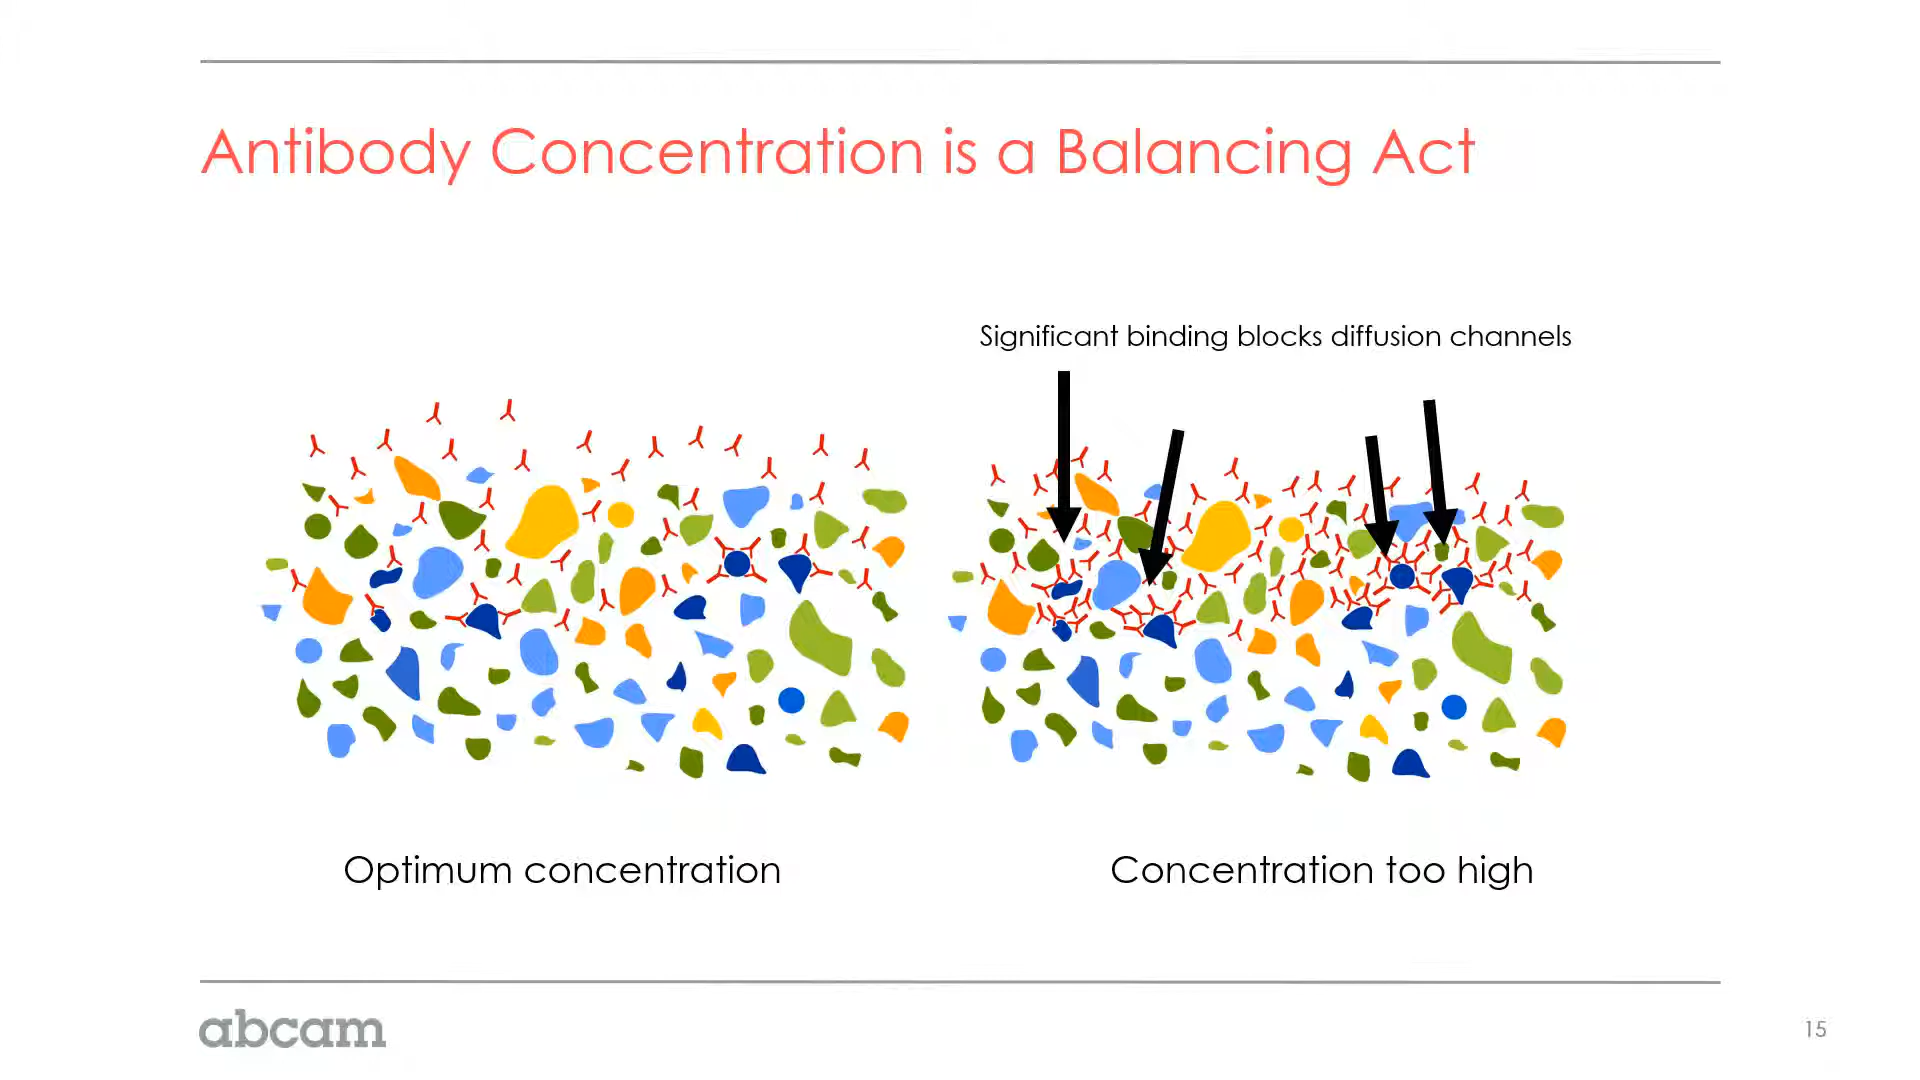 Antibody Concentration is a Balancing Act
Significant binding blocks diffusion channels
Optimum concentration
Concentration too high
abcam
15